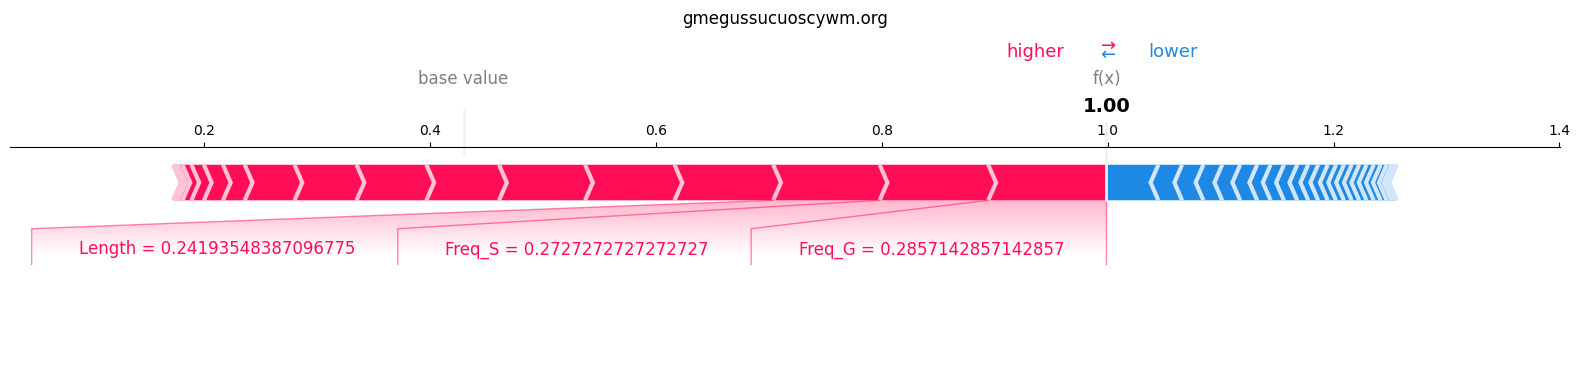 gmegussucuoscywm.org
higher → ← lower
base value f(x)
1.00
0.2 0.4 0.6 0.8 1.0 1.2 1.4
Length = 0.24193548387096775 Freq_S = 0.2727272727272727 Freq_G = 0.2857142857142857